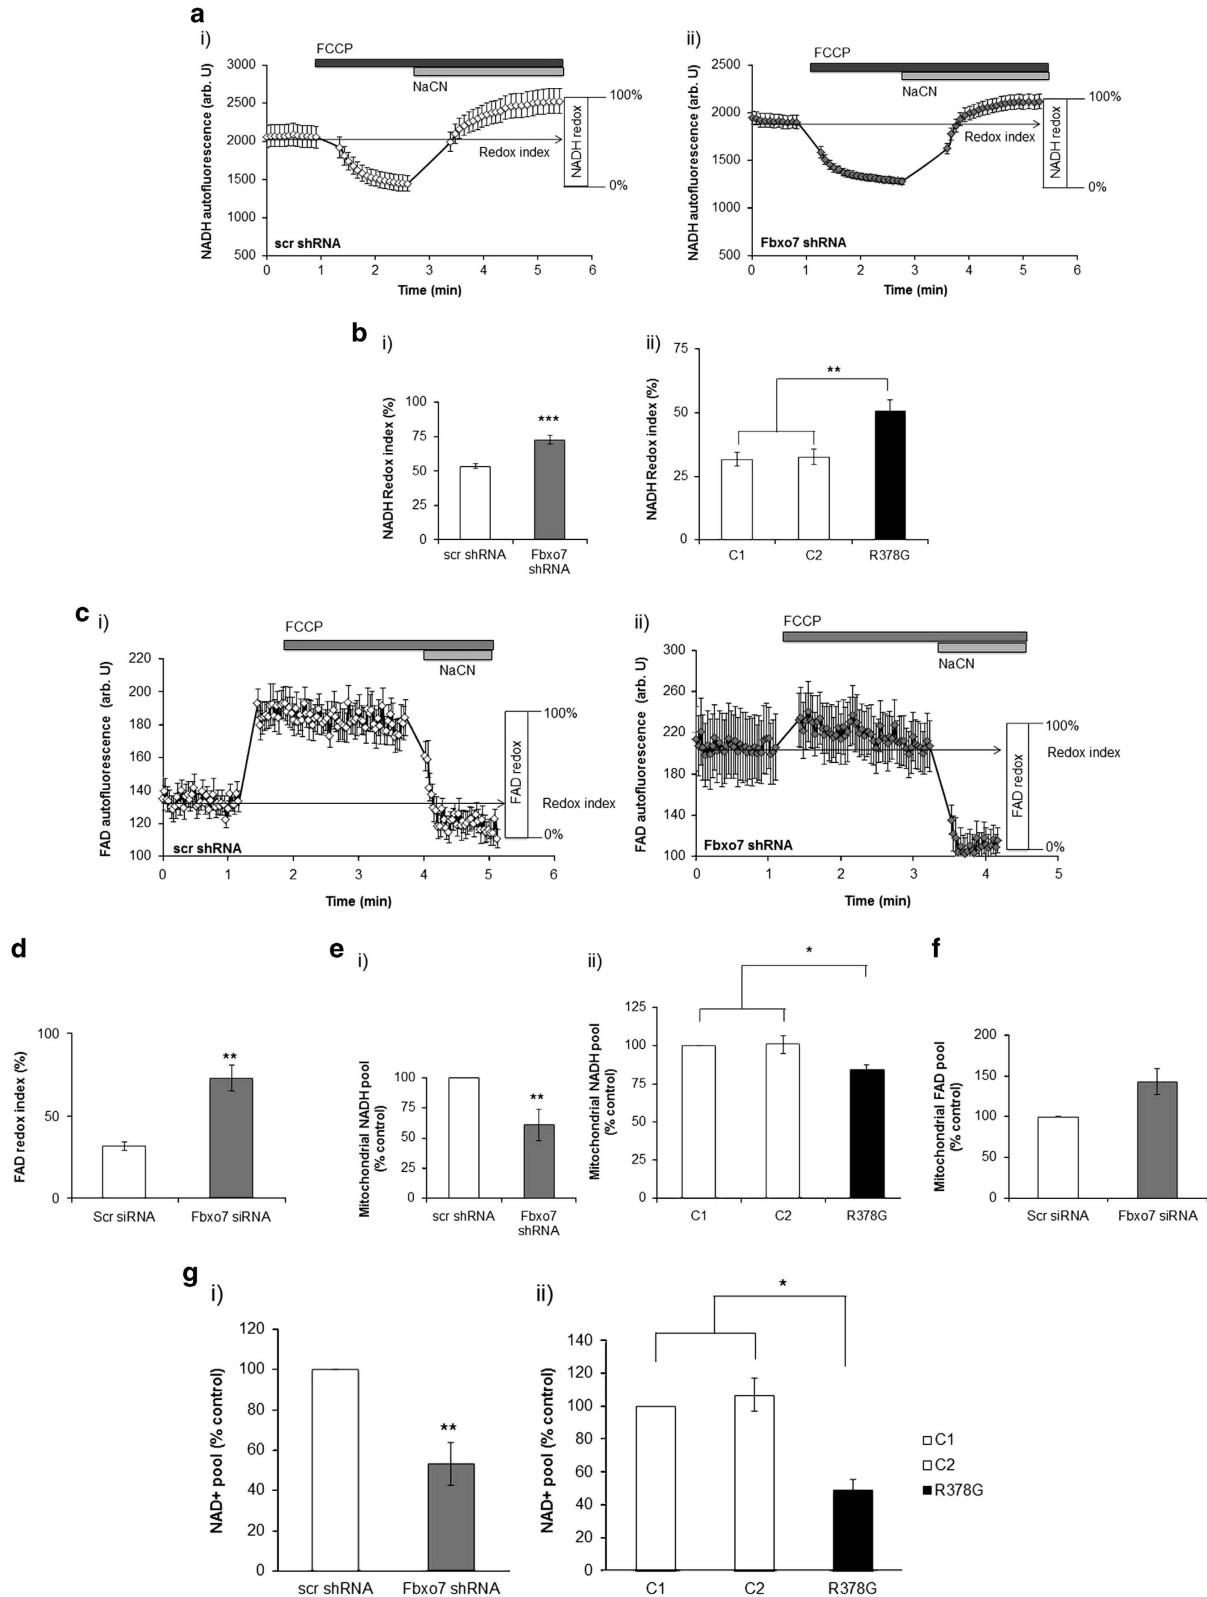 a
i)
FCCP
NaCN
NADH autofluorescence (arb. U)
3000
2500
2000
1500
1000
500
100%
NADH redox
0%
Redox index
scr shRNA
0 1 2 3 4 5 6
Time (min)
ii)
FCCP
NaCN
NADH autofluorescence (arb. U)
2500
2000
1500
1000
500
100%
NADH redox
0%
Redox index
Fbxo7 shRNA
0 1 2 3 4 5 6
Time (min)
b
i)
NADH Redox index (%)
100
75
50
25
0
***
scr shRNA
Fbxo7
shRNA
ii)
NADH Redox index (%)
75
50
25
0
**
C1 C2 R378G
c
i)
FCCP
NaCN
FAD autofluorescence (arb. U)
220
200
180
160
140
120
100
100%
FAD redox
0%
Redox index
scr shRNA
0 1 2 3 4 5 6
Time (min)
ii)
FCCP
NaCN
FAD autofluorescence (arb. U)
300
260
220
180
140
100
100%
Redox index
FAD redox
0%
Fbxo7 shRNA
0 1 2 3 4 5
Time (min)
d
FAD redox index (%)
100
50
0
**
Scr siRNA Fbxo7 siRNA
e
i)
Mitochondrial NADH pool
(% control)
100
75
50
25
0
**
scr shRNA
Fbxo7
shRNA
ii)
Mitochondrial NADH pool
(% control)
125
100
75
50
25
0
*
C1 C2 R378G
f
Mitochondrial FAD pool
(% control)
200
150
100
50
0
Scr siRNA Fbxo7 siRNA
g
i)
NAD+ pool (% control)
120
100
80
60
40
20
0
**
scr shRNA Fbxo7 shRNA
ii)
NAD+ pool (% control)
140
120
100
80
60
40
20
0
*
C1 C2 R378G
C1
C2
R378G